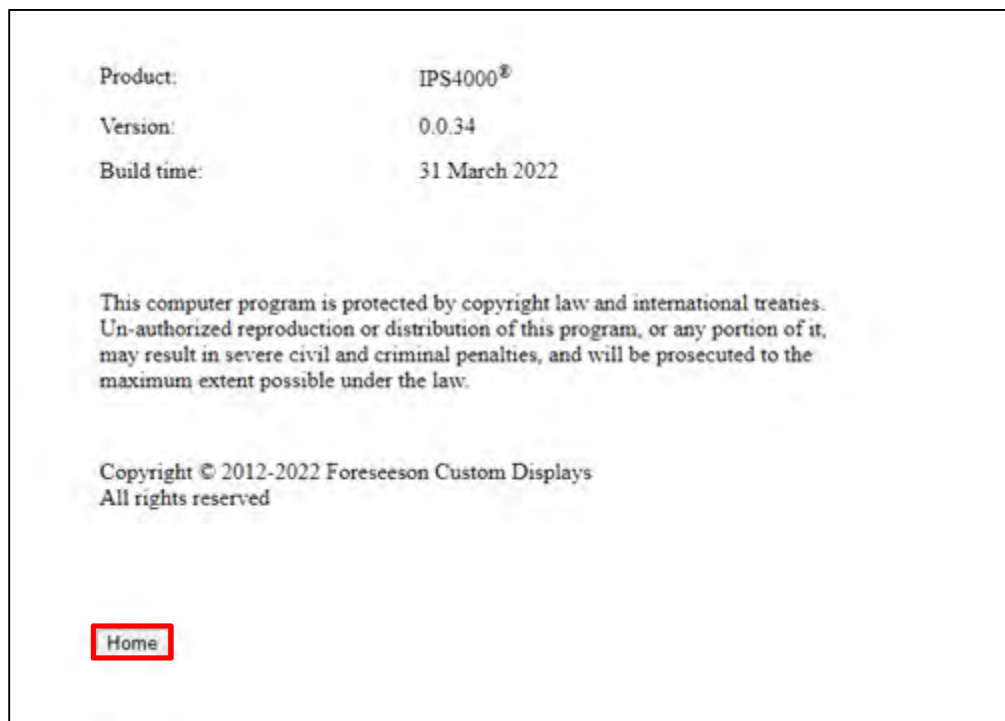 Product: IPS4000®
Version: 0.0.34
Build time: 31 March 2022
This computer program is protected by copyright law and international treaties.
Un-authorized reproduction or distribution of this program, or any portion of it,
may result in severe civil and criminal penalties, and will be prosecuted to the
maximum extent possible under the law.
Copyright © 2012-2022 Foreseeson Custom Displays
All rights reserved
Home